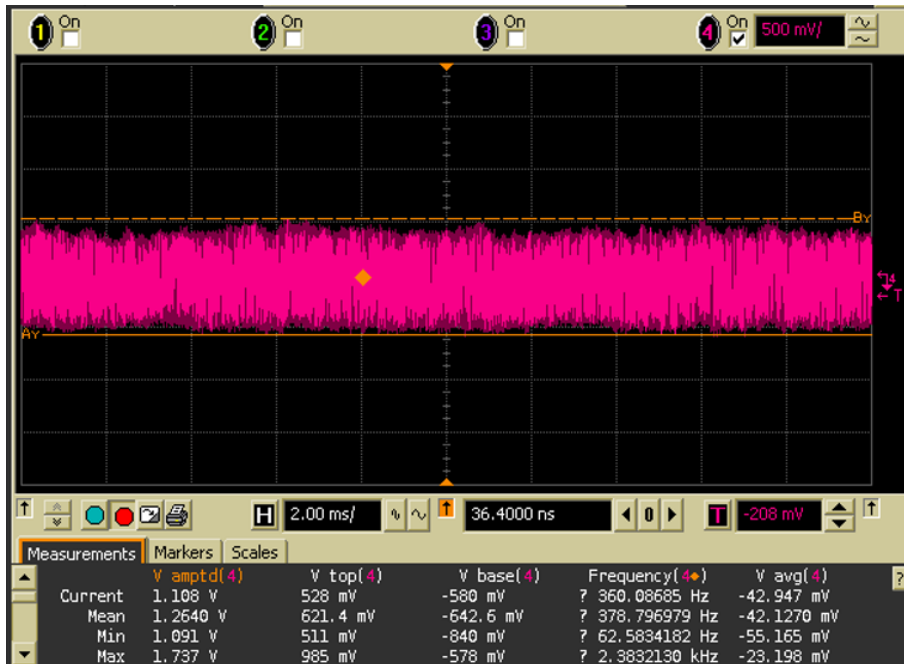 1 On 2 On 3 On 4 On 500 mV/
By
4
T
Ay
H 2.00 ms/ 36.4000 ns 0 T -208 mV
Measurements Markers Scales
V amptd(4) V top(4) V base(4) Frequency(4◆) V avg(4) ?
Current 1.108 V 528 mV -580 mV ? 360.08685 Hz -42.947 mV
Mean 1.2640 V 621.4 mV -642.6 mV ? 378.796979 Hz -42.1270 mV
Min 1.091 V 511 mV -840 mV ? 62.5834182 Hz -55.165 mV
Max 1.737 V 985 mV -578 mV ? 2.3832130 kHz -23.198 mV